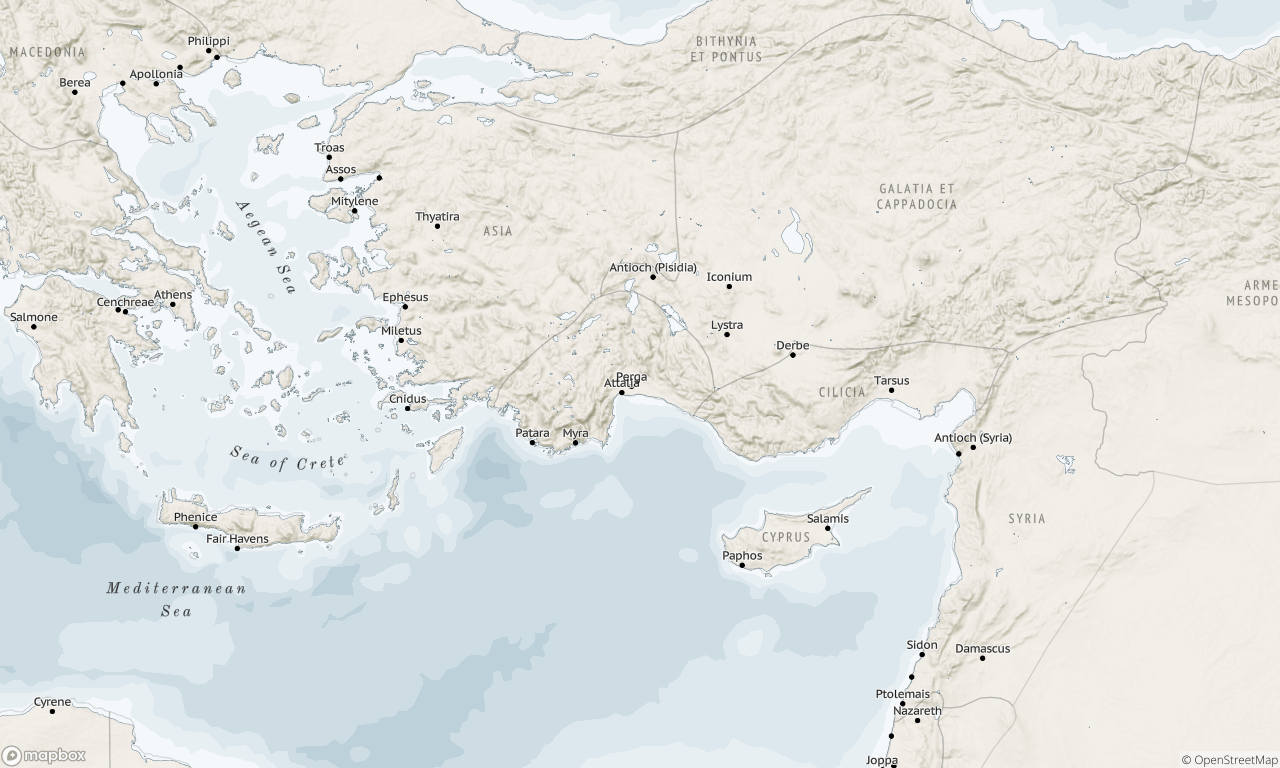 Philippi
MACEDONIA
BITHYNIA
ET PONTUS
Apollonia
Berea
Troas
Assos
Mitylene
Thyatira
ASIA
GALATIA ET
CAPPADOCIA
Aegean Sea
Antioch (Pisidia)
Iconium
ARME
MESOPO
Athens
Cenchreae
Ephesus
Salmone
Miletus
Lystra
Derbe
Perga
Attalia
Tarsus
CILICIA
Cnidus
Patara
Myra
Antioch (Syria)
Sea of Crete
Phenice
Fair Havens
Salamis
CYPRUS
Paphos
SYRIA
Mediterranean
Sea
Sidon
Damascus
Ptolemais
Nazareth
Cyrene
Joppa
mapbox
© OpenStreetMap